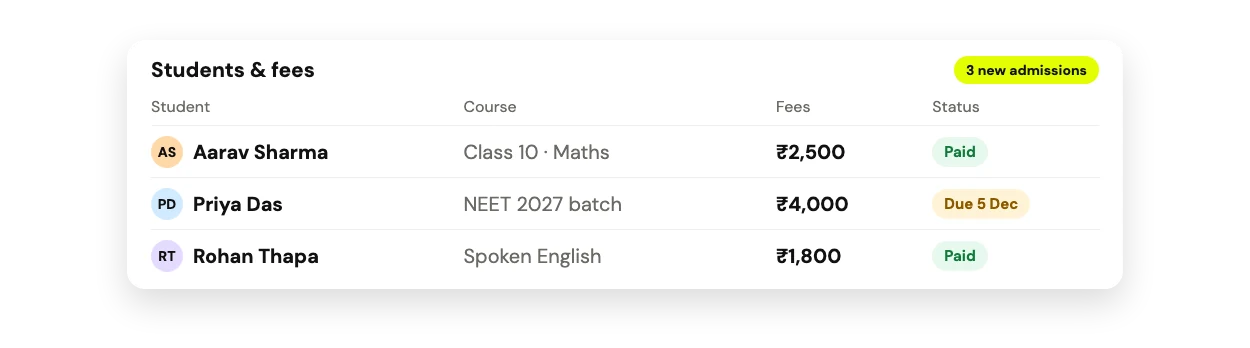 Students & fees
3 new admissions
Student Course Fees Status
AS Aarav Sharma Class 10 · Maths ₹2,500 Paid
PD Priya Das NEET 2027 batch ₹4,000 Due 5 Dec
RT Rohan Thapa Spoken English ₹1,800 Paid